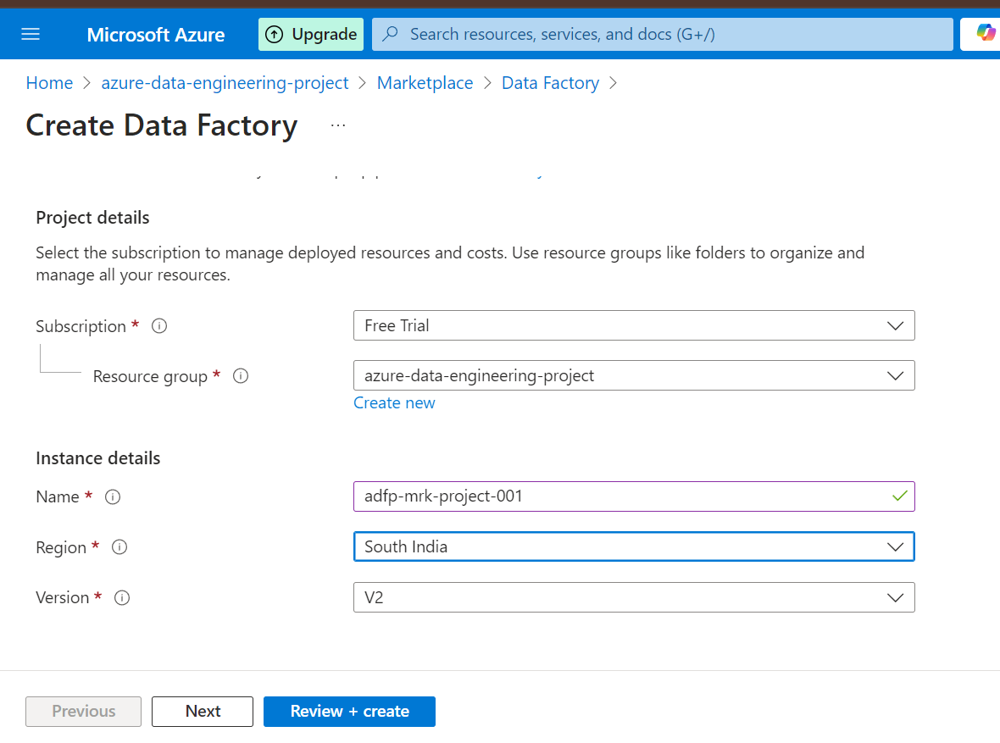 Microsoft Azure
Upgrade
Search resources, services, and docs (G+/)
Home > azure-data-engineering-project > Marketplace > Data Factory >
Create Data Factory ...
Project details
Select the subscription to manage deployed resources and costs. Use resource groups like folders to organize and
manage all your resources.
Subscription *
Free Trial
Resource group *
azure-data-engineering-project
Create new
Instance details
Name *
adfp-mrk-project-001
Region *
South India
Version *
V2
Previous
Next
Review + create